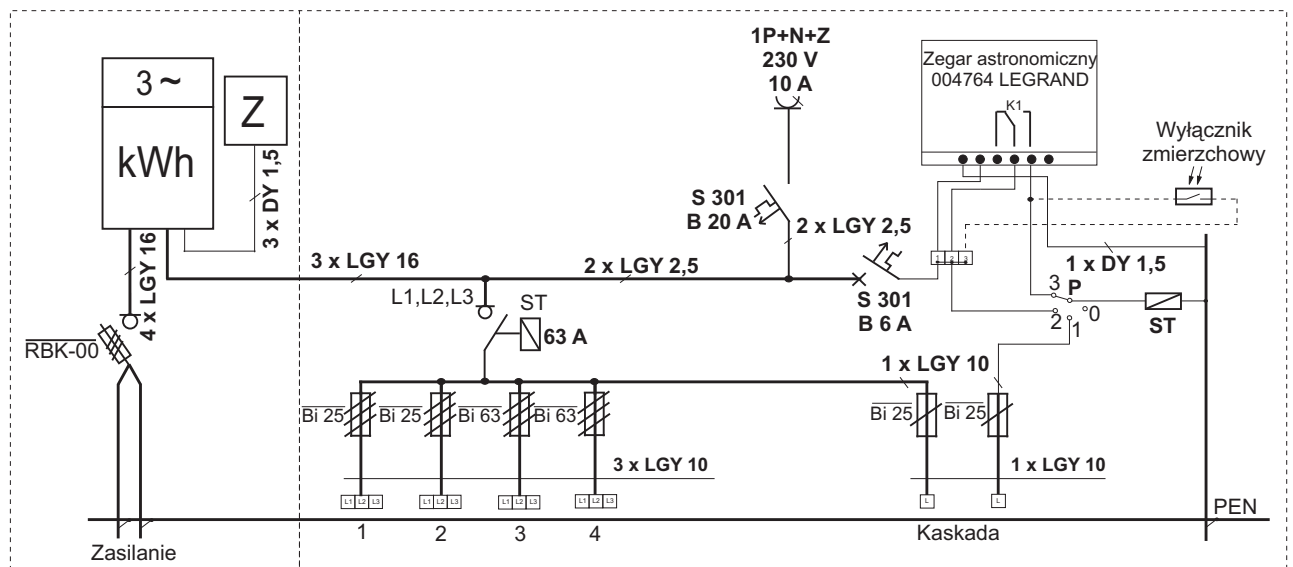 3 ~
kWh
Z
3 x DY 1,5
4 x LGY 16
RBK-00
Zasilanie
3 x LGY 16
2 x LGY 2,5
L1,L2,L3
ST
63 A
1P+N+Z
230 V
10 A
S 301
B 20 A
2 x LGY 2,5
S 301
B 6 A
Zegar astronomiczny
004764 LEGRAND
K1
Wyłącznik
zmierzchowy
1 2 3
1 x DY 1,5
3 P
2
1
°0
ST
1 x LGY 10
Bi 25
Bi 25
Bi 63
Bi 63
Bi 25
Bi 25
3 x LGY 10
1 x LGY 10
L1 L2 L3
L1 L2 L3
L1 L2 L3
L1 L2 L3
L
L
1
2
3
4
Kaskada
PEN